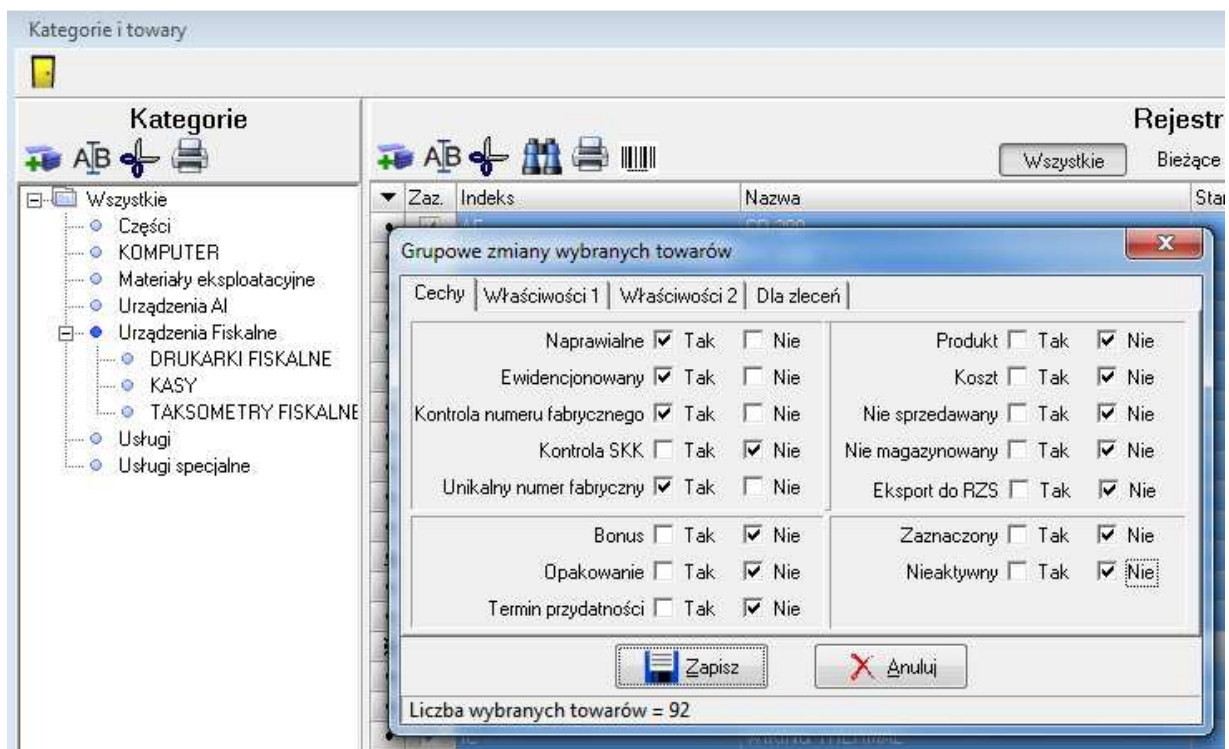 Kategorie i towary
Kategorie
Rejestr
Wszystkie
Bieżące
Wszystkie
Części
KOMPUTER
Materiały eksploatacyjne
Urządzenia AI
Urządzenia Fiskalne
DRUKARKI FISKALNE
KASY
TAKSOMETRY FISKALNE
Usługi
Usługi specjalne
Zaz. Indeks Nazwa Star
Grupowe zmiany wybranych towarów
Cechy Właściwości 1 Właściwości 2 Dla zleceń
Naprawialne Tak Nie
Ewidencjonowany Tak Nie
Kontrola numeru fabrycznego Tak Nie
Kontrola SKK Tak Nie
Unikalny numer fabryczny Tak Nie
Produkt Tak Nie
Koszt Tak Nie
Nie sprzedawany Tak Nie
Nie magazynowany Tak Nie
Eksport do RZS Tak Nie
Bonus Tak Nie
Opakowanie Tak Nie
Termin przydatności Tak Nie
Zaznaczony Tak Nie
Nieaktywny Tak Nie
Zapisz
Anuluj
Liczba wybranych towarów = 92